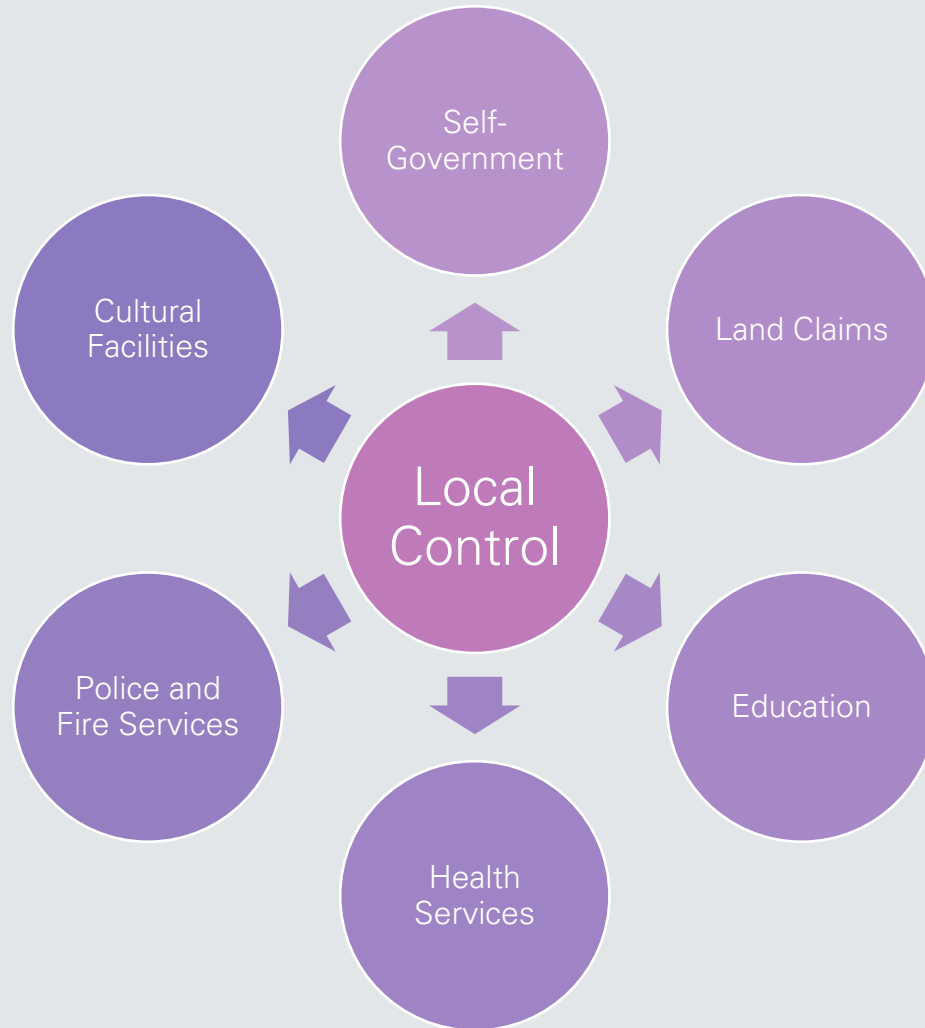 Self-
Government
Cultural
Facilities
Land Claims
Local
Control
Police and
Fire Services
Education
Health
Services